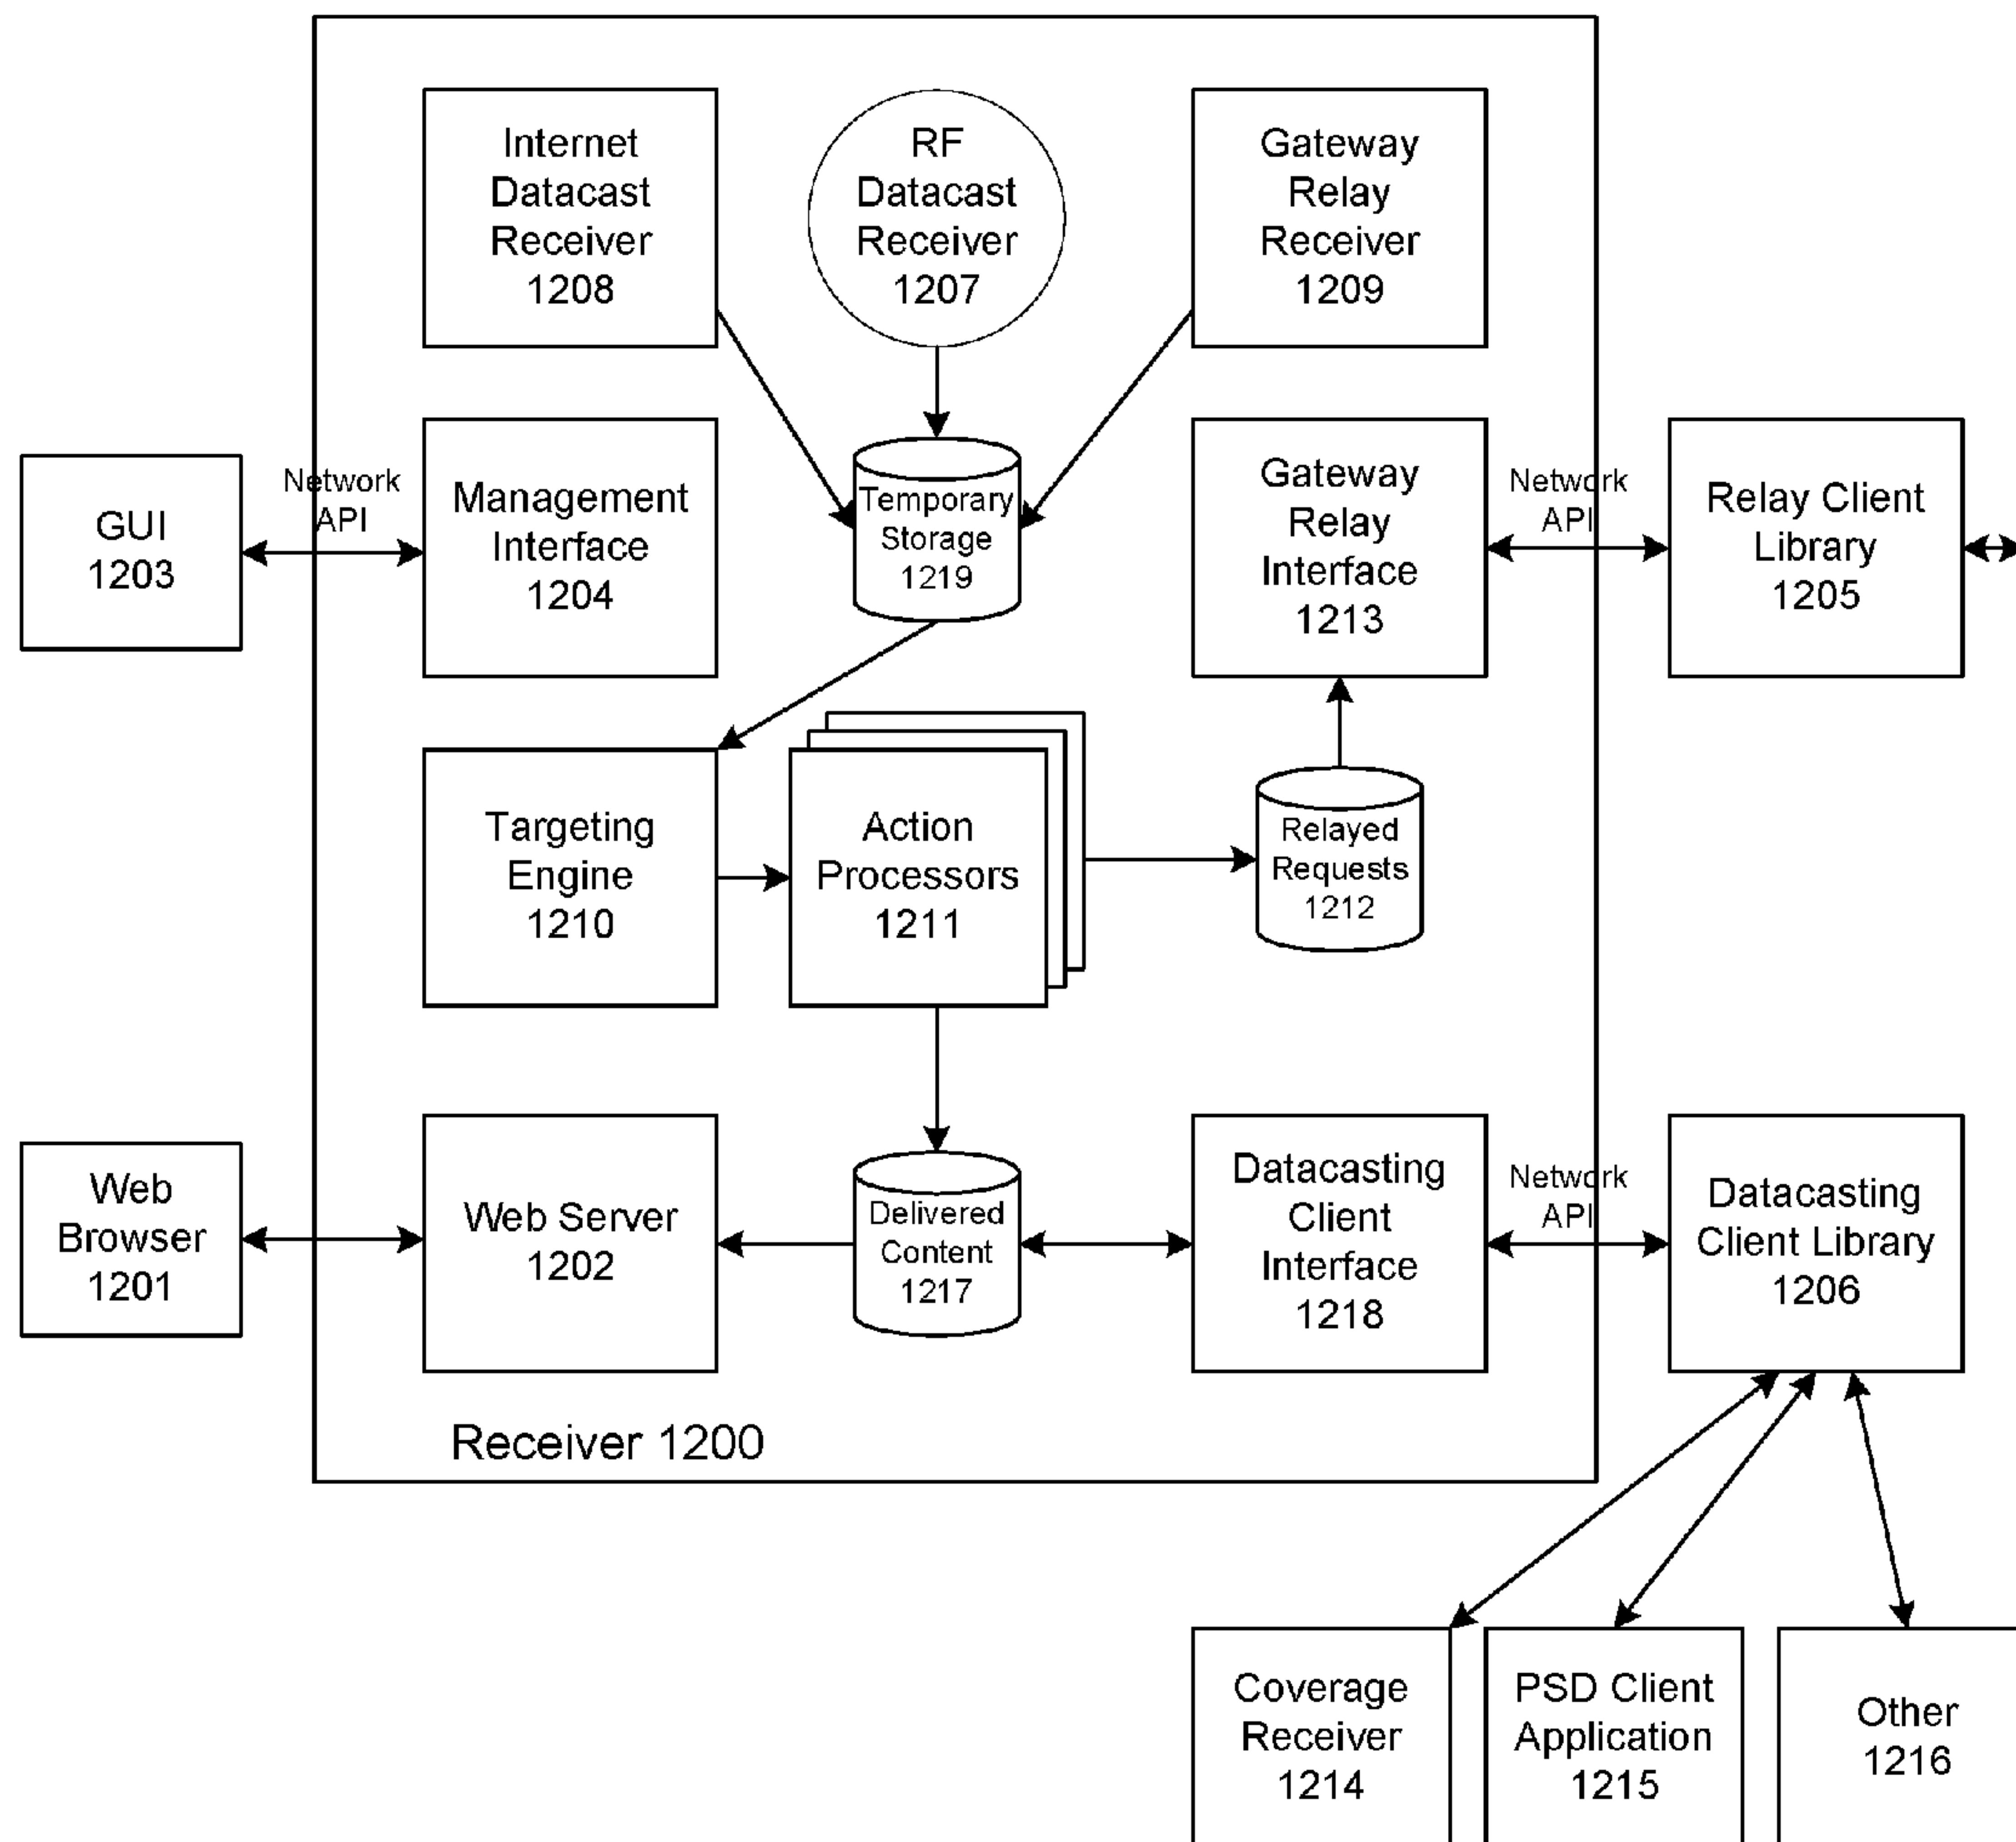 Internet
Datacast
Receiver
1208
RF
Datacast
Receiver
1207
Gateway
Relay
Receiver
1209
GUI
1203
Network
API
Management
Interface
1204
Temporary
Storage
1219
Gateway
Relay
Interface
1213
Network
API
Relay Client
Library
1205
Targeting
Engine
1210
Action
Processors
1211
Relayed
Requests
1212
Web
Browser
1201
Web Server
1202
Delivered
Content
1217
Datacasting
Client
Interface
1218
Network
API
Datacasting
Client Library
1206
Receiver 1200
Coverage
Receiver
1214
PSD Client
Application
1215
Other
1216